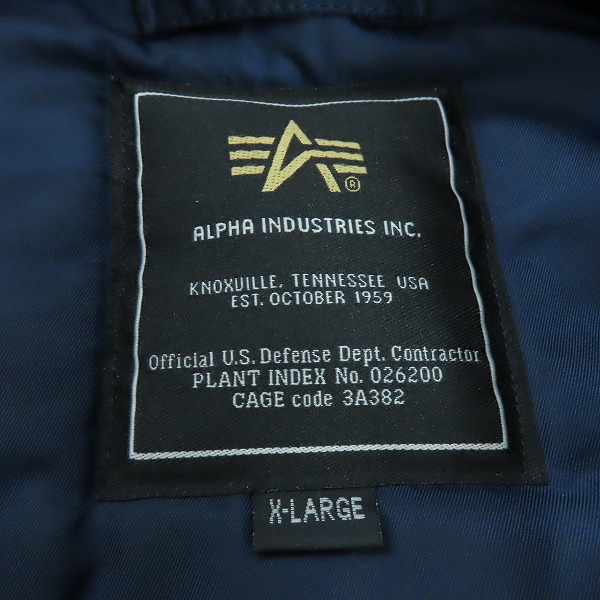 ®
ALPHA INDUSTRIES INC.
KNOXVILLE, TENNESSEE USA
EST. OCTOBER 1959
Official U.S. Defense Dept. Contractor
PLANT INDEX No. 026200
CAGE code 3A382
X-LARGE